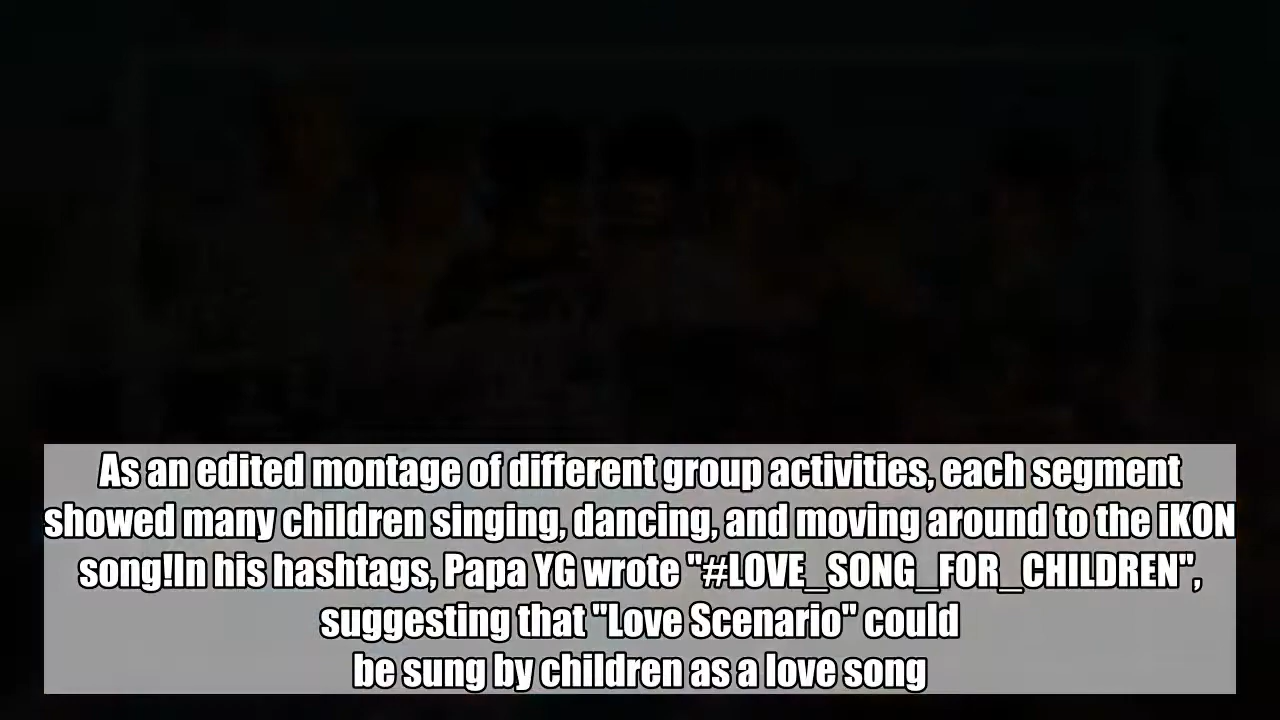 As an edited montage of different group activities, each segment
showed many children singing, dancing, and moving around to the iKON
song!In his hashtags, Papa YG wrote "#LOVE_SONG_FOR_CHILDREN",
suggesting that "Love Scenario" could
be sung by children as a love song